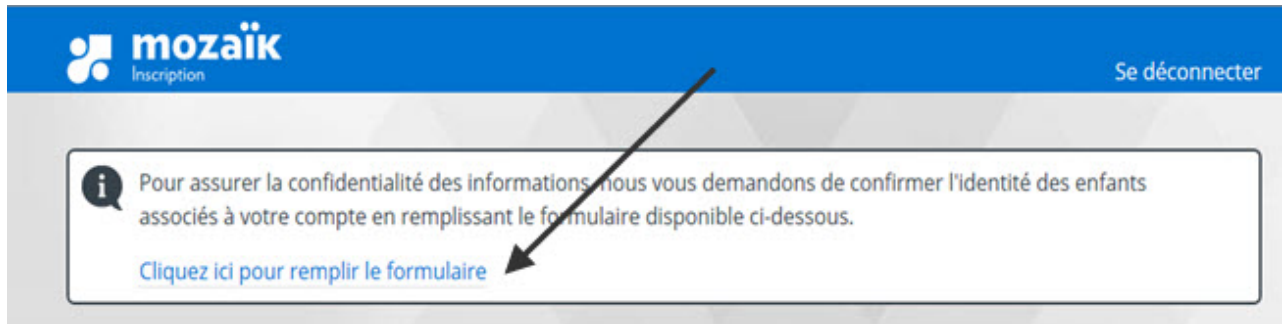 mozaïk
Inscription
Se déconnecter
Pour assurer la confidentialité des informations, nous vous demandons de confirmer l'identité des enfants
associés à votre compte en remplissant le formulaire disponible ci-dessous.
Cliquez ici pour remplir le formulaire